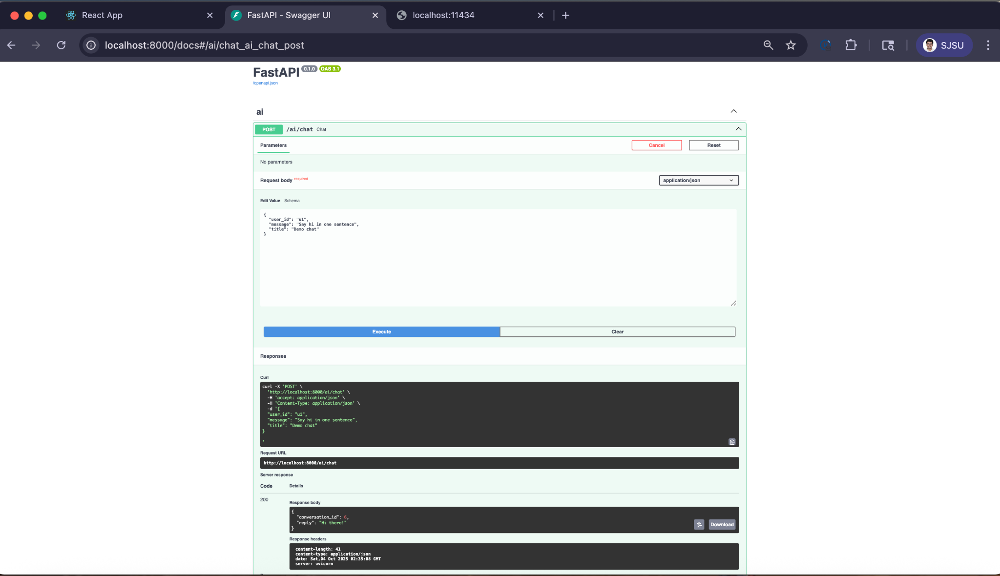 React App
FastAPI - Swagger UI
localhost:11434
localhost:8000/docs#/ai/chat_ai_chat_post
SJSU
FastAPI 0.1.0 OAS 3.1
/openapi.json
ai
POST /ai/chat Chat
Parameters
Cancel
Reset
No parameters
Request body required
application/json
Edit Value Schema
{
"user_id": "u1",
"message": "Say hi in one sentence",
"title": "Demo chat"
}
Execute
Clear
Responses
Curl
curl -X 'POST' \
'http://localhost:8000/ai/chat' \
-H 'accept: application/json' \
-H 'Content-Type: application/json' \
-d '{
"user_id": "u1",
"message": "Say hi in one sentence",
"title": "Demo chat"
}
'
Request URL
http://localhost:8000/ai/chat
Server response
Code Details
200
Response body
{
"conversation_id": 6,
"reply": "Hi there!"
}
Download
Response headers
content-length: 41
content-type: application/json
date: Sat,04 Oct 2025 02:35:08 GMT
server: uvicorn